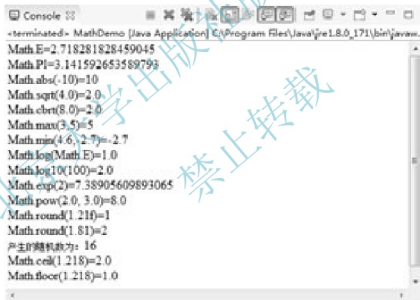 Console
<terminated> MathDemo [Java Application] C:\Program Files\Java\jre1.8.0_171\bin\javaw.
Math.E=2.718281828459045
Math.PI=3.141592653589793
Math.abs(-10)=10
Math.sqrt(4.0)=2.0
Math.cbrt(8.0)=2.0
Math.max(3,5)=5
Math.min(4.6,-2.7)=-2.7
Math.log(Math.E)=1.0
Math.log10(100)=2.0
Math.exp(2)=7.38905609893065
Math.pow(2.0, 3.0)=8.0
Math.round(1.21f)=1
Math.round(1.81)=2
产生的随机数为：16
Math.ceil(1.218)=2.0
Math.floor(1.218)=1.0
禁止转载